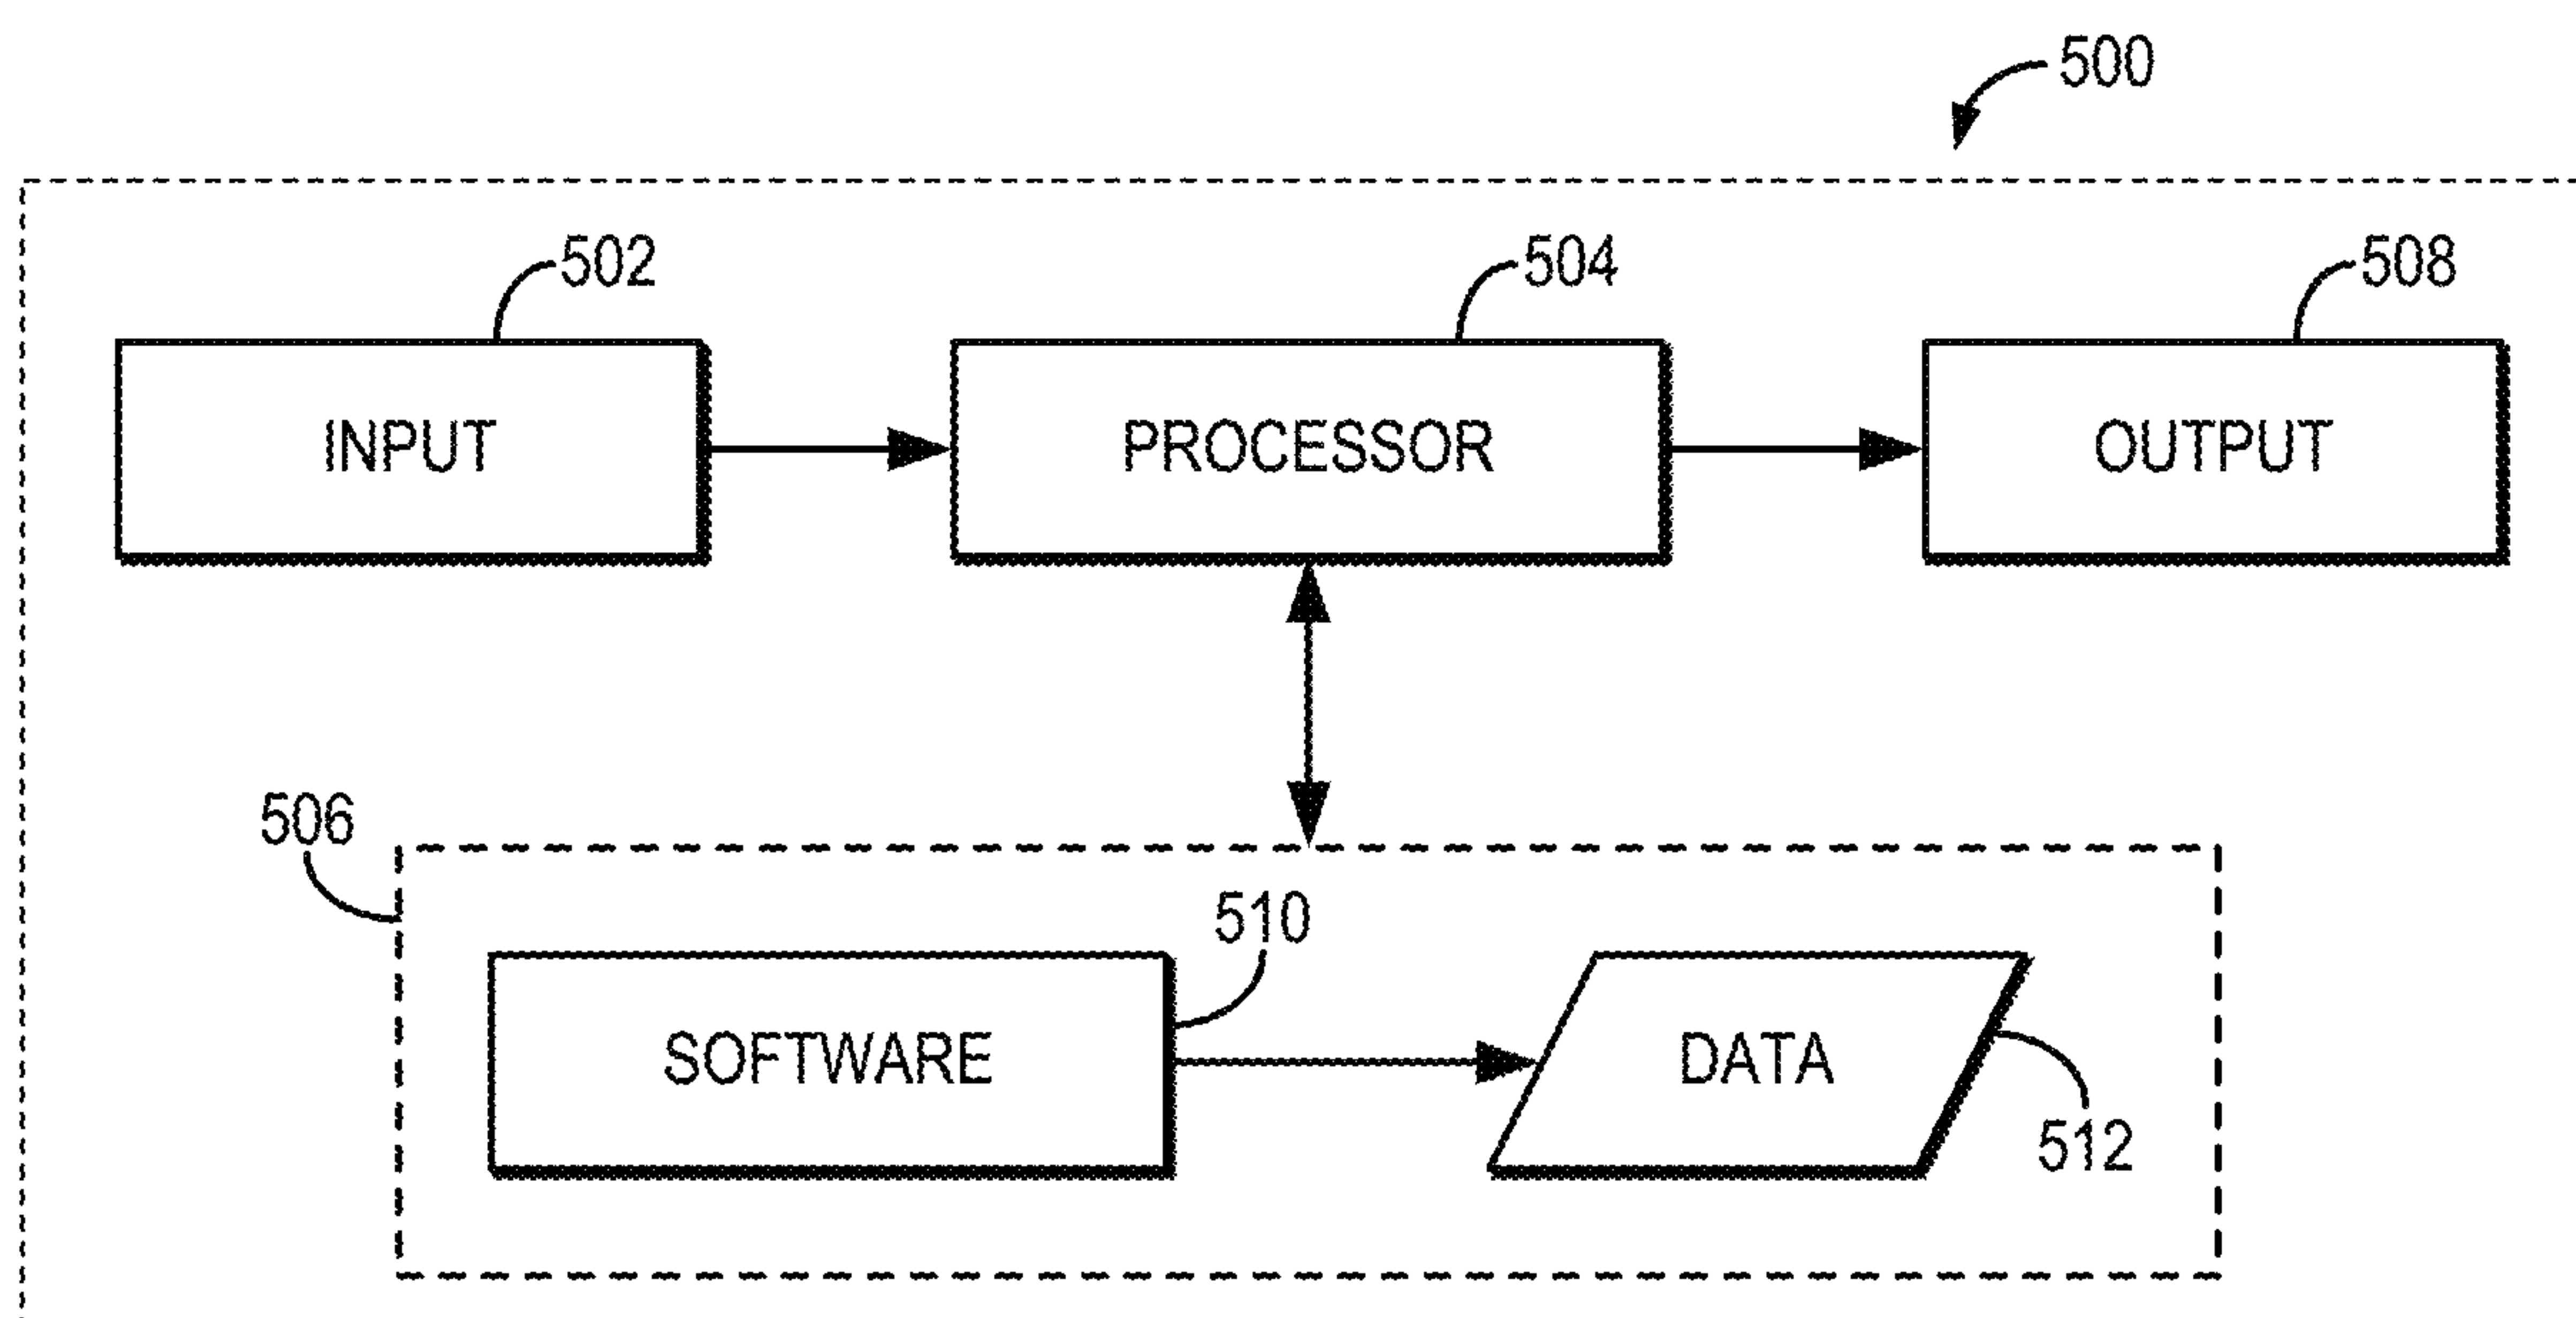 500
502
504
508
INPUT
PROCESSOR
OUTPUT
506
510
SOFTWARE
DATA
512